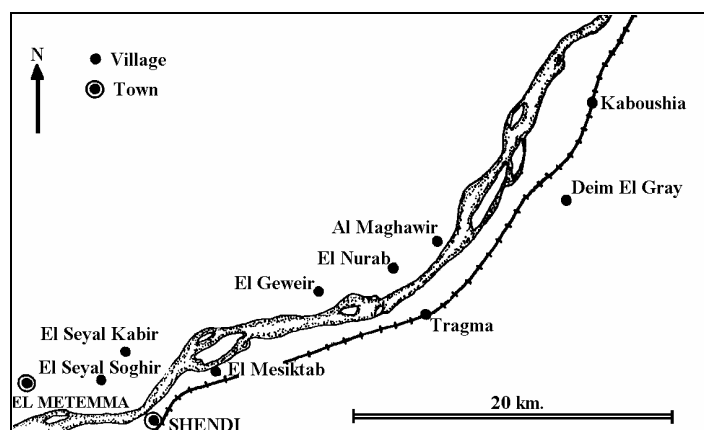 N
Village
Town
Kaboushia
Deim El Gray
Al Maghawir
El Nurab
El Geweir
Tragma
El Seyal Kabir
El Seyal Soghir
El Mesiktab
EL METEMMA
20 km.
SHENDI